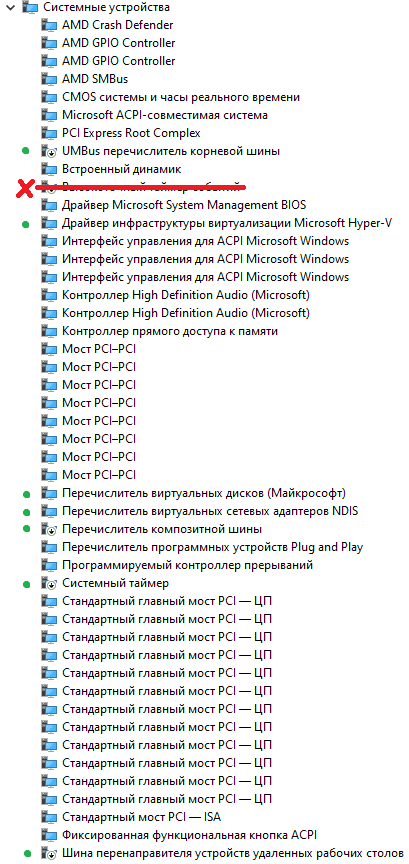 Системные устройства
AMD Crash Defender
AMD GPIO Controller
AMD GPIO Controller
AMD SMBus
CMOS системы и часы реального времени
Microsoft ACPI-совместимая система
PCI Express Root Complex
UMBus перечислитель корневой шины
Встроенный динамик
Драйвер Microsoft System Management BIOS
Драйвер инфраструктуры виртуализации Microsoft Hyper-V
Интерфейс управления для ACPI Microsoft Windows
Интерфейс управления для ACPI Microsoft Windows
Интерфейс управления для ACPI Microsoft Windows
Контроллер High Definition Audio (Microsoft)
Контроллер High Definition Audio (Microsoft)
Контроллер прямого доступа к памяти
Мост PCI–PCI
Мост PCI–PCI
Мост PCI–PCI
Мост PCI–PCI
Мост PCI–PCI
Мост PCI–PCI
Мост PCI–PCI
Мост PCI–PCI
Перечислитель виртуальных дисков (Майкрософт)
Перечислитель виртуальных сетевых адаптеров NDIS
Перечислитель композитной шины
Перечислитель программных устройств Plug and Play
Программируемый контроллер прерываний
Системный таймер
Стандартный главный мост PCI — ЦП
Стандартный главный мост PCI — ЦП
Стандартный главный мост PCI — ЦП
Стандартный главный мост PCI — ЦП
Стандартный главный мост PCI — ЦП
Стандартный главный мост PCI — ЦП
Стандартный главный мост PCI — ЦП
Стандартный главный мост PCI — ЦП
Стандартный главный мост PCI — ЦП
Стандартный главный мост PCI — ЦП
Стандартный главный мост PCI — ЦП
Стандартный главный мост PCI — ЦП
Стандартный мост PCI — ISA
Фиксированная функциональная кнопка ACPI
Шина перенаправителя устройств удаленных рабочих столов